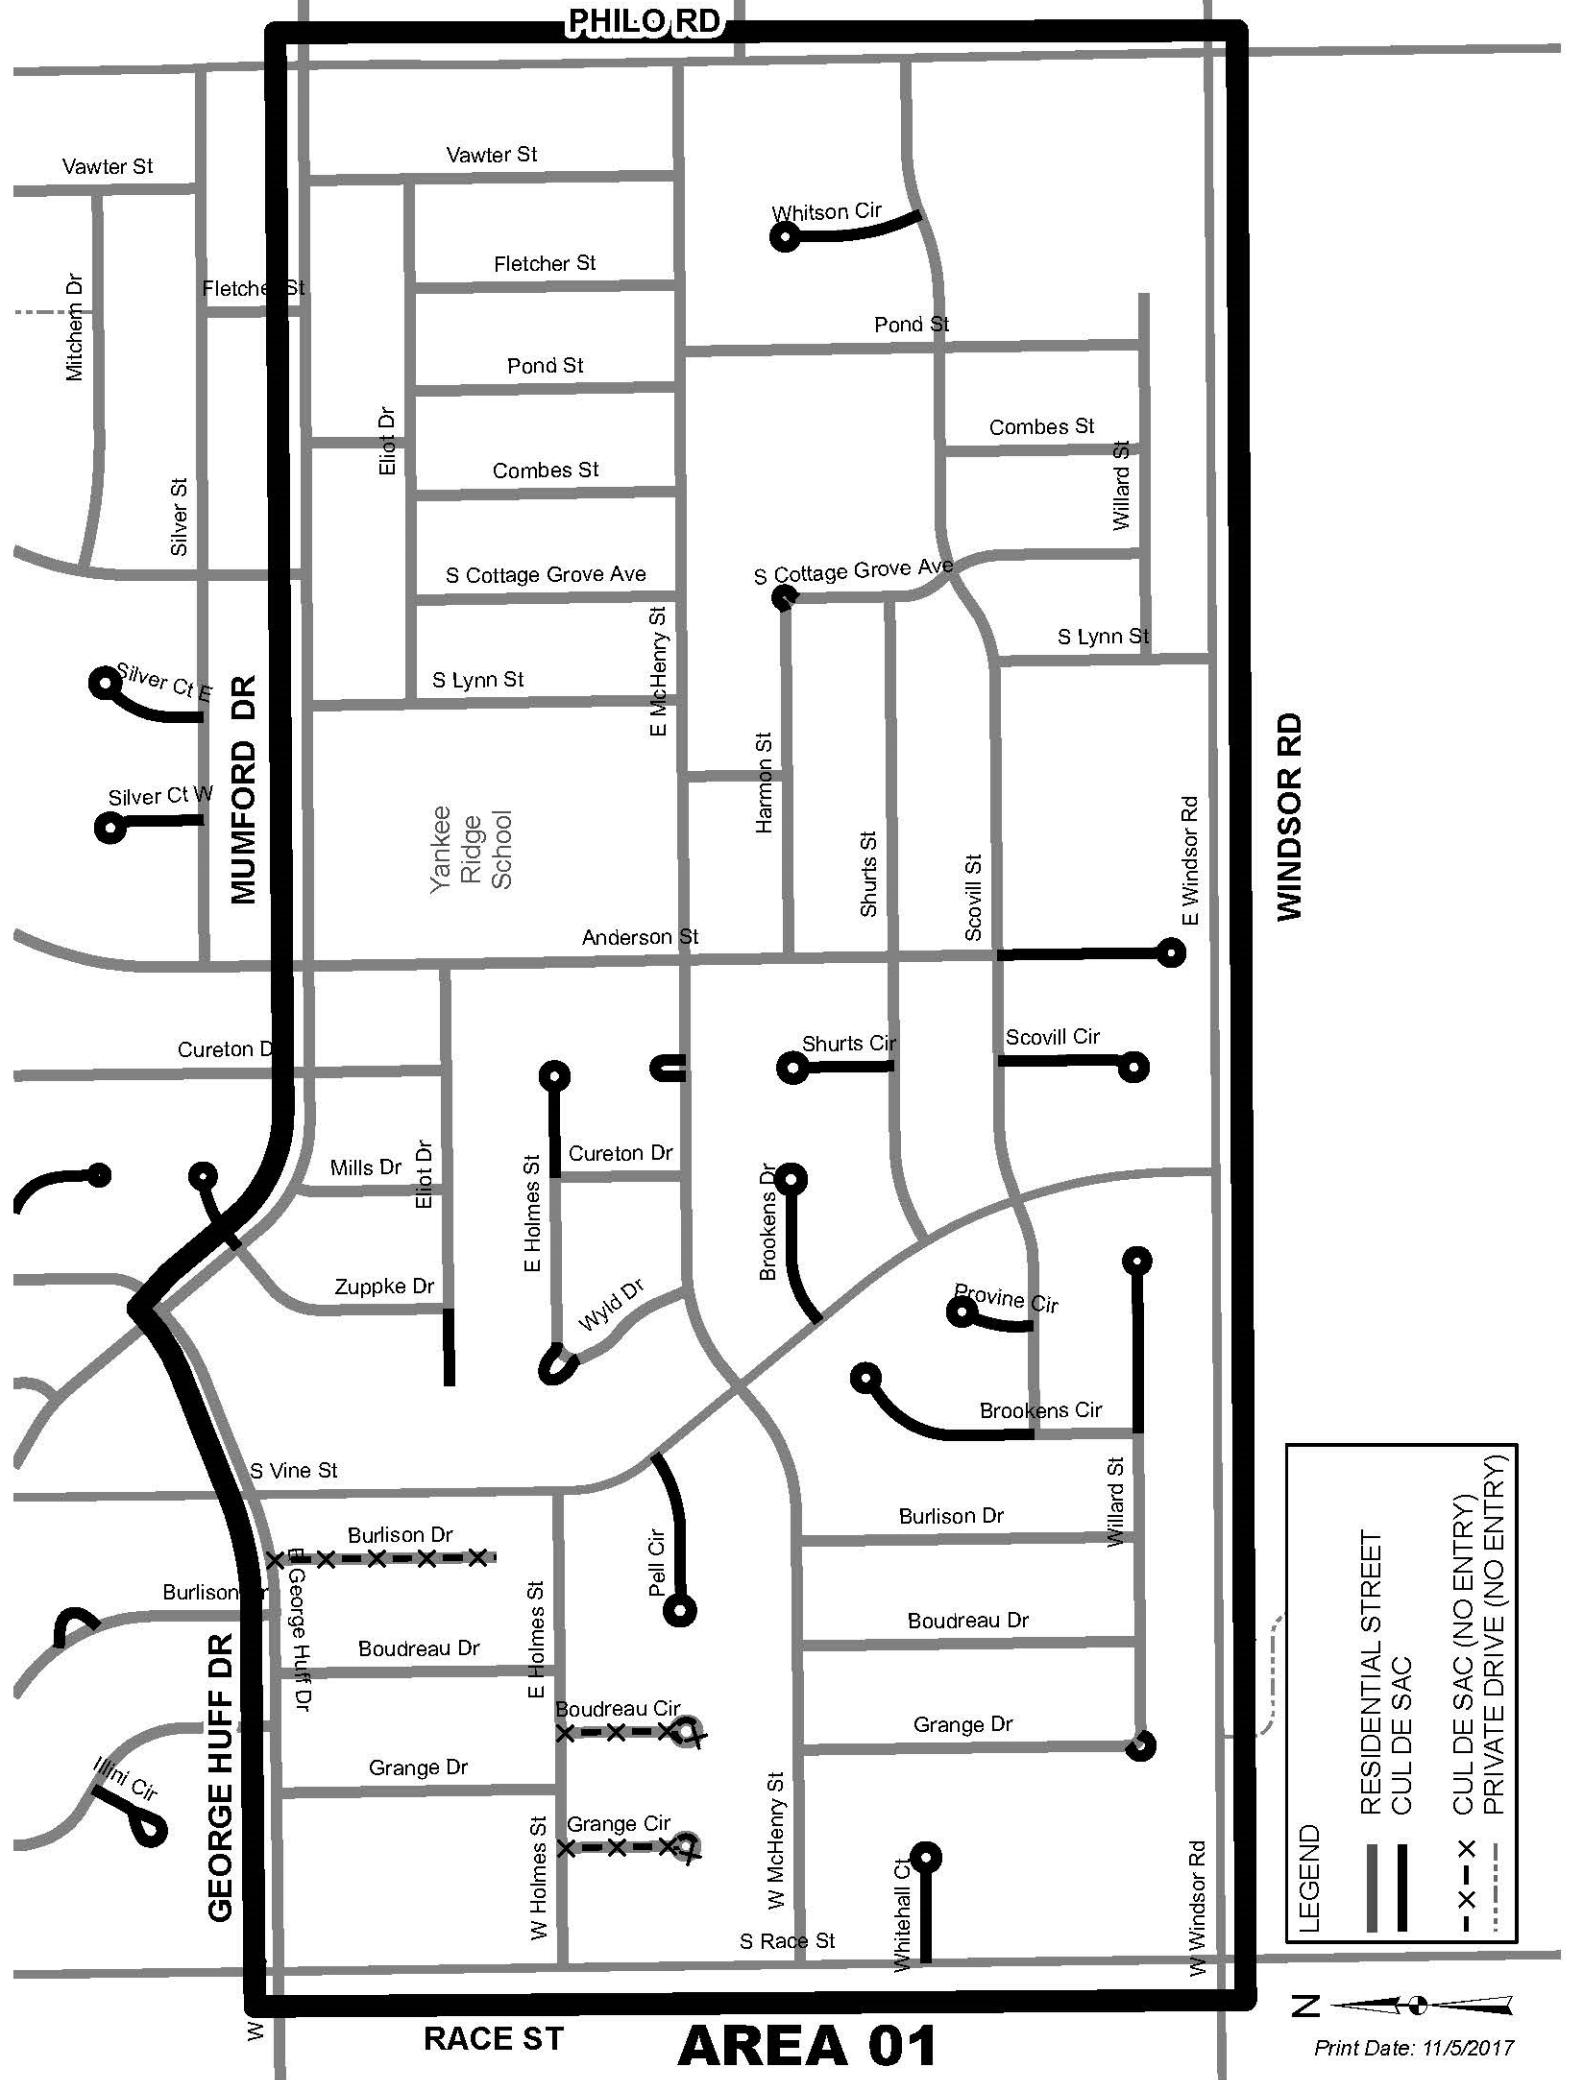 PHILO RD
Vawter St
Vawter St
Whitson Cir
Mitchem Dr
Fletcher St
Fletcher St
Pond St
Pond St
Eliot Dr
Combes St
Willard St
Silver St
Combes St
S Cottage Grove Ave
S Cottage Grove Ave
E McHenry St
S Lynn St
Silver Ct E
S Lynn St
MUMFORD DR
WINDSOR RD
Silver Ct W
Yankee
Ridge
School
Harmon St
Shurts St
Scovill St
E Windsor Rd
Anderson St
Cureton D
Shurts Cir
Scovill Cir
Mills Dr
Eliot Dr
E Holmes St
Cureton Dr
Brookens Dr
Zuppke Dr
Wyld Dr
Provine Cir
Brookens Cir
S Vine St
Willard St
Burlison Dr
Burlison Dr
Pell Cir
Burlison Dr
E George Huff Dr
E Holmes St
Boudreau Dr
Boudreau Dr
GEORGE HUFF DR
Boudreau Cir
Grange Dr
Illini Cir
Grange Dr
Grange Cir
W Holmes St
W McHenry St
Whitehall Ct
W Windsor Rd
S Race St
LEGEND
RESIDENTIAL STREET
CUL DE SAC
CUL DE SAC (NO ENTRY)
PRIVATE DRIVE (NO ENTRY)
N
W
RACE ST
AREA 01
Print Date: 11/5/2017